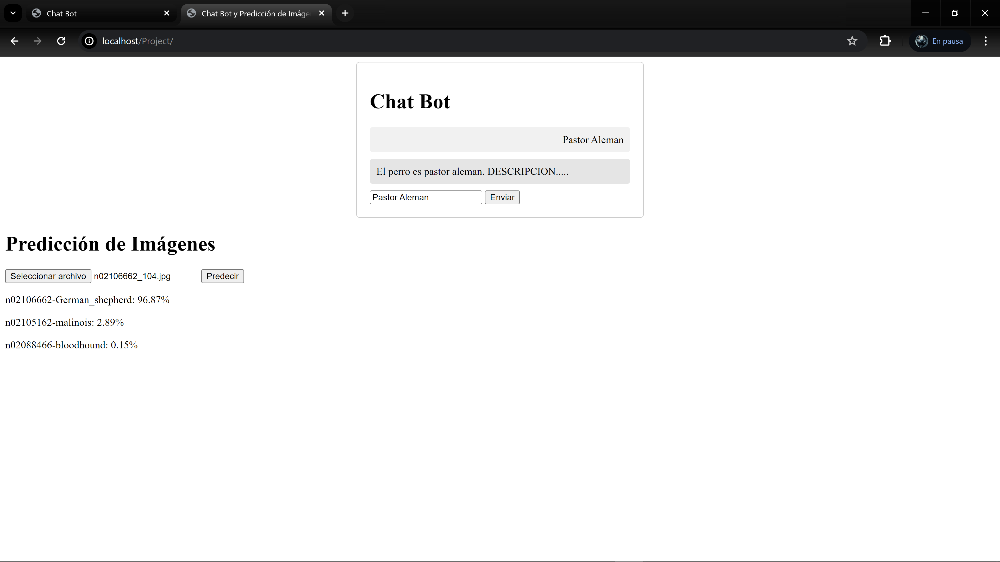 Chat Bot
Chat Bot y Predicción de Imáge
localhost/Project/
En pausa
Chat Bot
Pastor Aleman
El perro es pastor aleman. DESCRIPCION.....
Pastor Aleman Enviar
Predicción de Imágenes
Seleccionar archivo n02106662_104.jpg Predecir
n02106662-German_shepherd: 96.87%
n02105162-malinois: 2.89%
n02088466-bloodhound: 0.15%